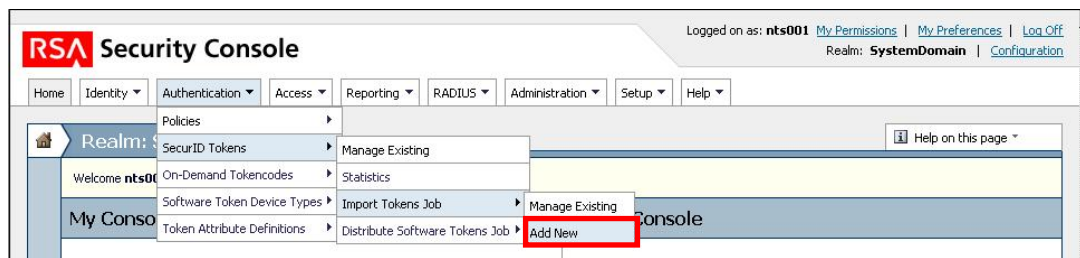 Logged on as: nts001 My Permissions | My Preferences | Log Off
RSA Security Console
Realm: SystemDomain | Configuration
Home Identity Authentication Access Reporting RADIUS Administration Setup Help
Policies
Realm:
Help on this page
SecurID Tokens
Manage Existing
Welcome
On-Demand Tokencodes
Statistics
Software Token Device Types
Import Tokens Job
Manage Existing
My Conso
onsole
Token Attribute Definitions
Distribute Software Tokens Job
Add New